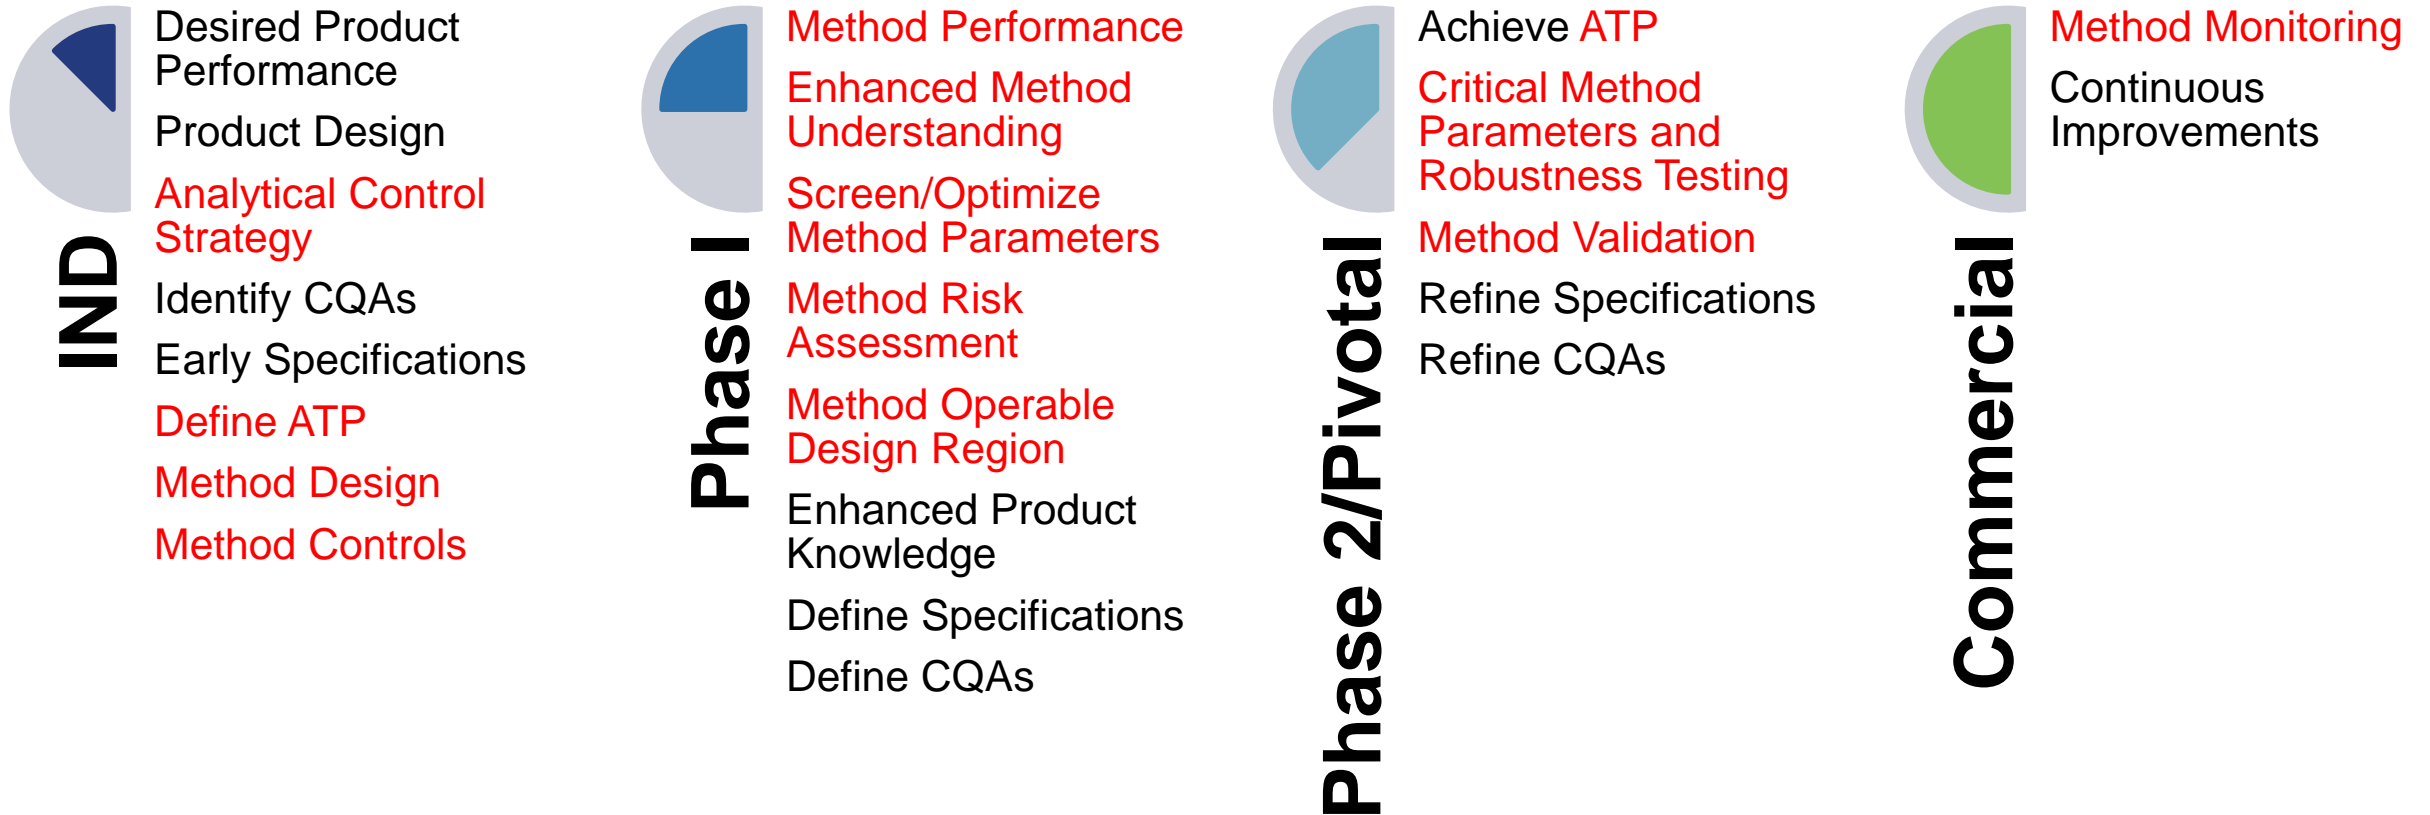 IND
Desired Product
Performance
Product Design
Analytical Control
Strategy
Identify CQAs
Early Specifications
Define ATP
Method Design
Method Controls
Phase I
Method Performance
Enhanced Method
Understanding
Screen/Optimize
Method Parameters
Method Risk
Assessment
Method Operable
Design Region
Enhanced Product
Knowledge
Define Specifications
Define CQAs
Phase 2/Pivotal
Achieve ATP
Critical Method
Parameters and
Robustness Testing
Method Validation
Refine Specifications
Refine CQAs
Commercial
Method Monitoring
Continuous
Improvements